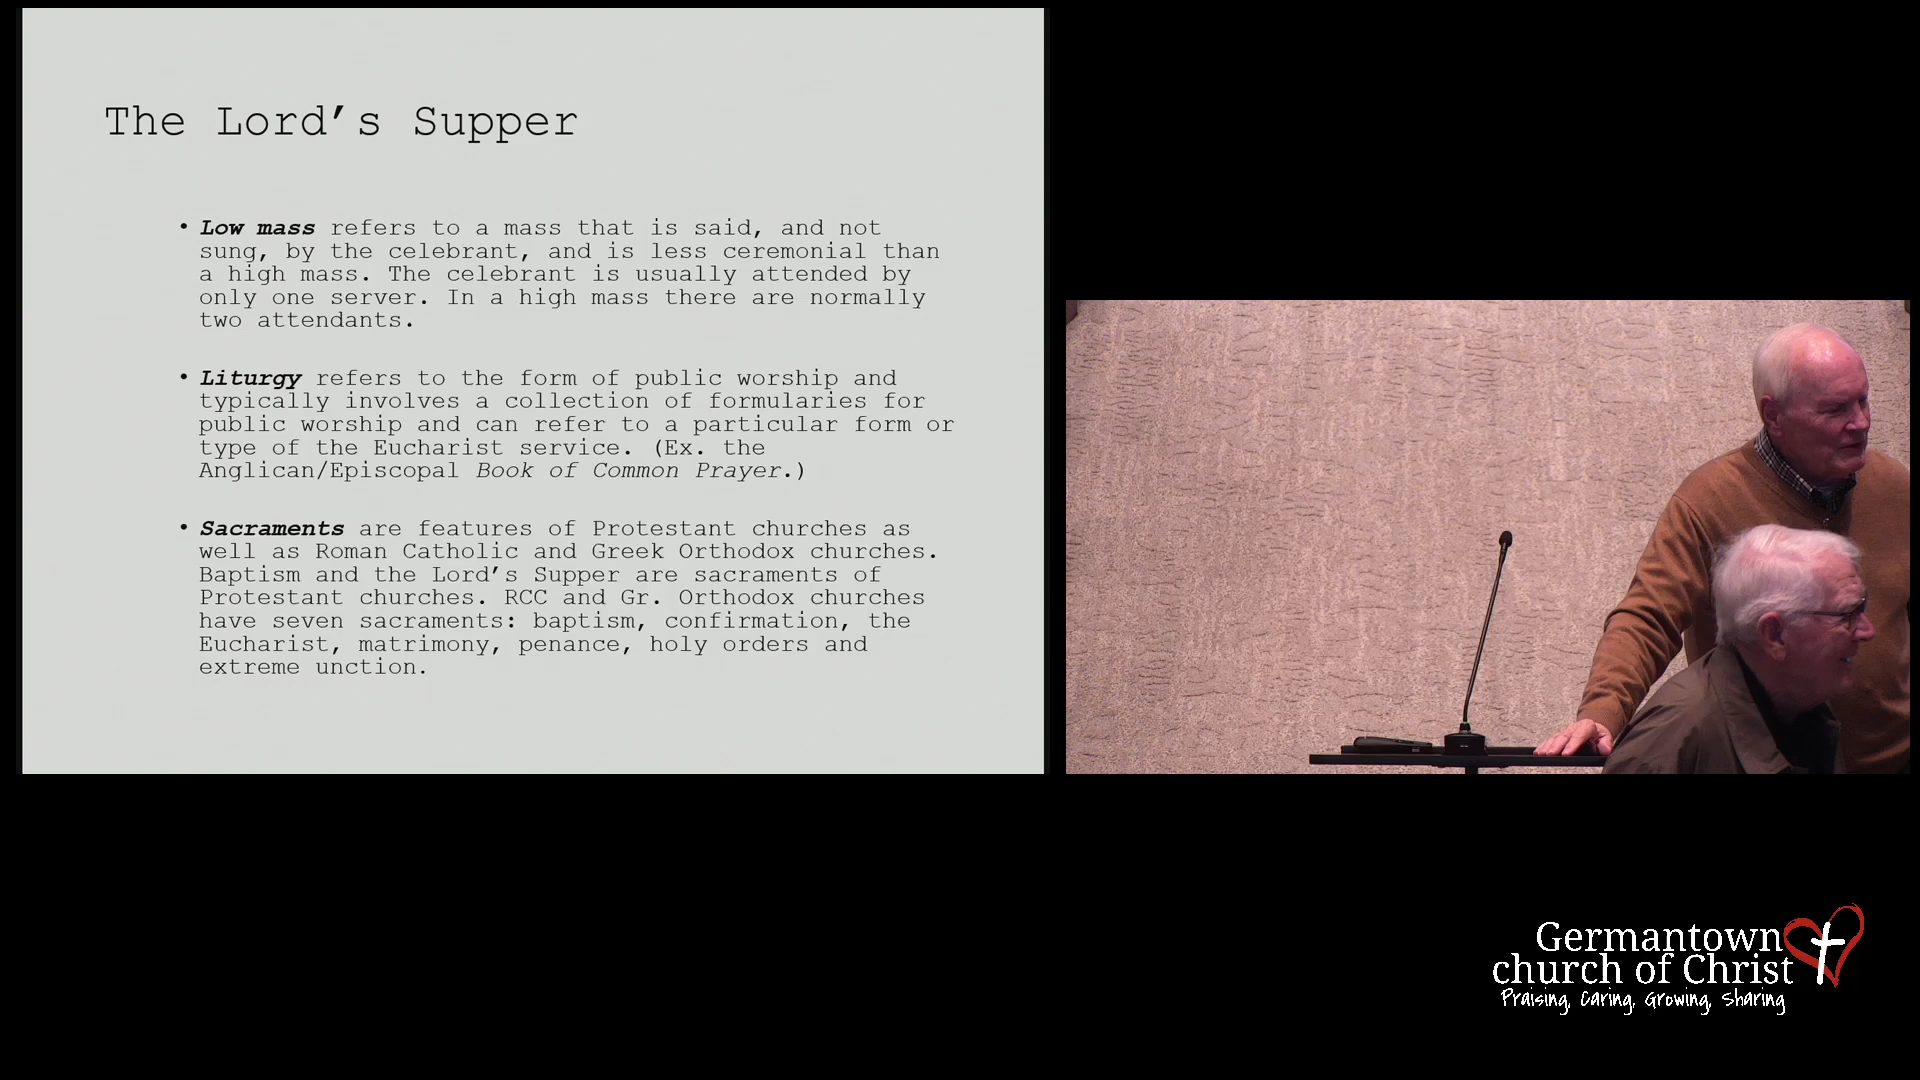 The Lord’s Supper
• Low mass refers to a mass that is said, and not
sung, by the celebrant, and is less ceremonial than
a high mass. The celebrant is usually attended by
only one server. In a high mass there are normally
two attendants.
• Liturgy refers to the form of public worship and
typically involves a collection of formularies for
public worship and can refer to a particular form or
type of the Eucharist service. (Ex. the
Anglican/Episcopal Book of Common Prayer.)
• Sacraments are features of Protestant churches as
well as Roman Catholic and Greek Orthodox churches.
Baptism and the Lord’s Supper are sacraments of
Protestant churches. RCC and Gr. Orthodox churches
have seven sacraments: baptism, confirmation, the
Eucharist, matrimony, penance, holy orders and
extreme unction.
Germantown
church of Christ
Praising, Caring, Growing, Sharing